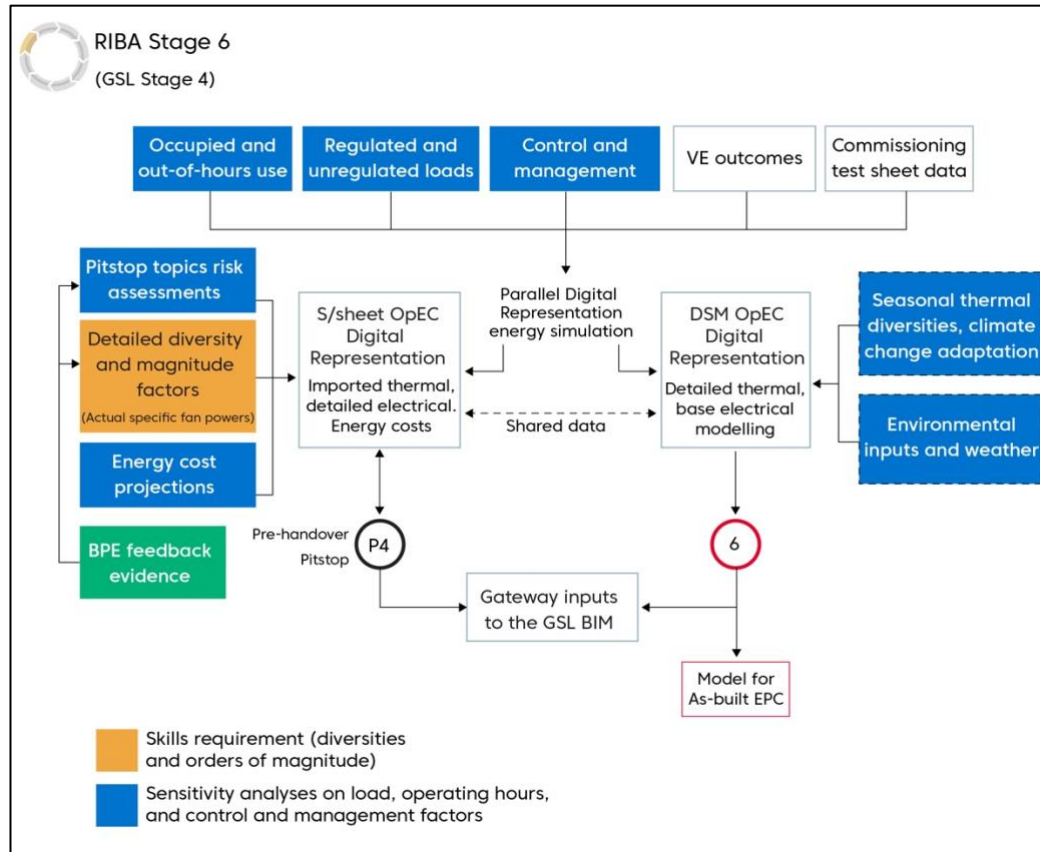 RIBA Stage 6
(GSL Stage 4)
Occupied and
out-of-hours use
Regulated and
unregulated loads
Control and
management
VE outcomes
Commissioning
test sheet data
Pitstop topics risk
assessments
Detailed diversity
and magnitude
factors
(Actual specific fan powers)
Energy cost
projections
BPE feedback
evidence
S/sheet OpEC
Digital
Representation
Imported thermal,
detailed electrical.
Energy costs
Parallel Digital
Representation
energy simulation
Shared data
DSM OpEC
Digital
Representation
Detailed thermal,
base electrical
modelling
Seasonal thermal
diversities, climate
change adaptation
Environmental
inputs and weather
Pre-handover
Pitstop
P4
6
Gateway inputs
to the GSL BIM
Model for
As-built EPC
Skills requirement (diversities
and orders of magnitude)
Sensitivity analyses on load, operating hours,
and control and management factors